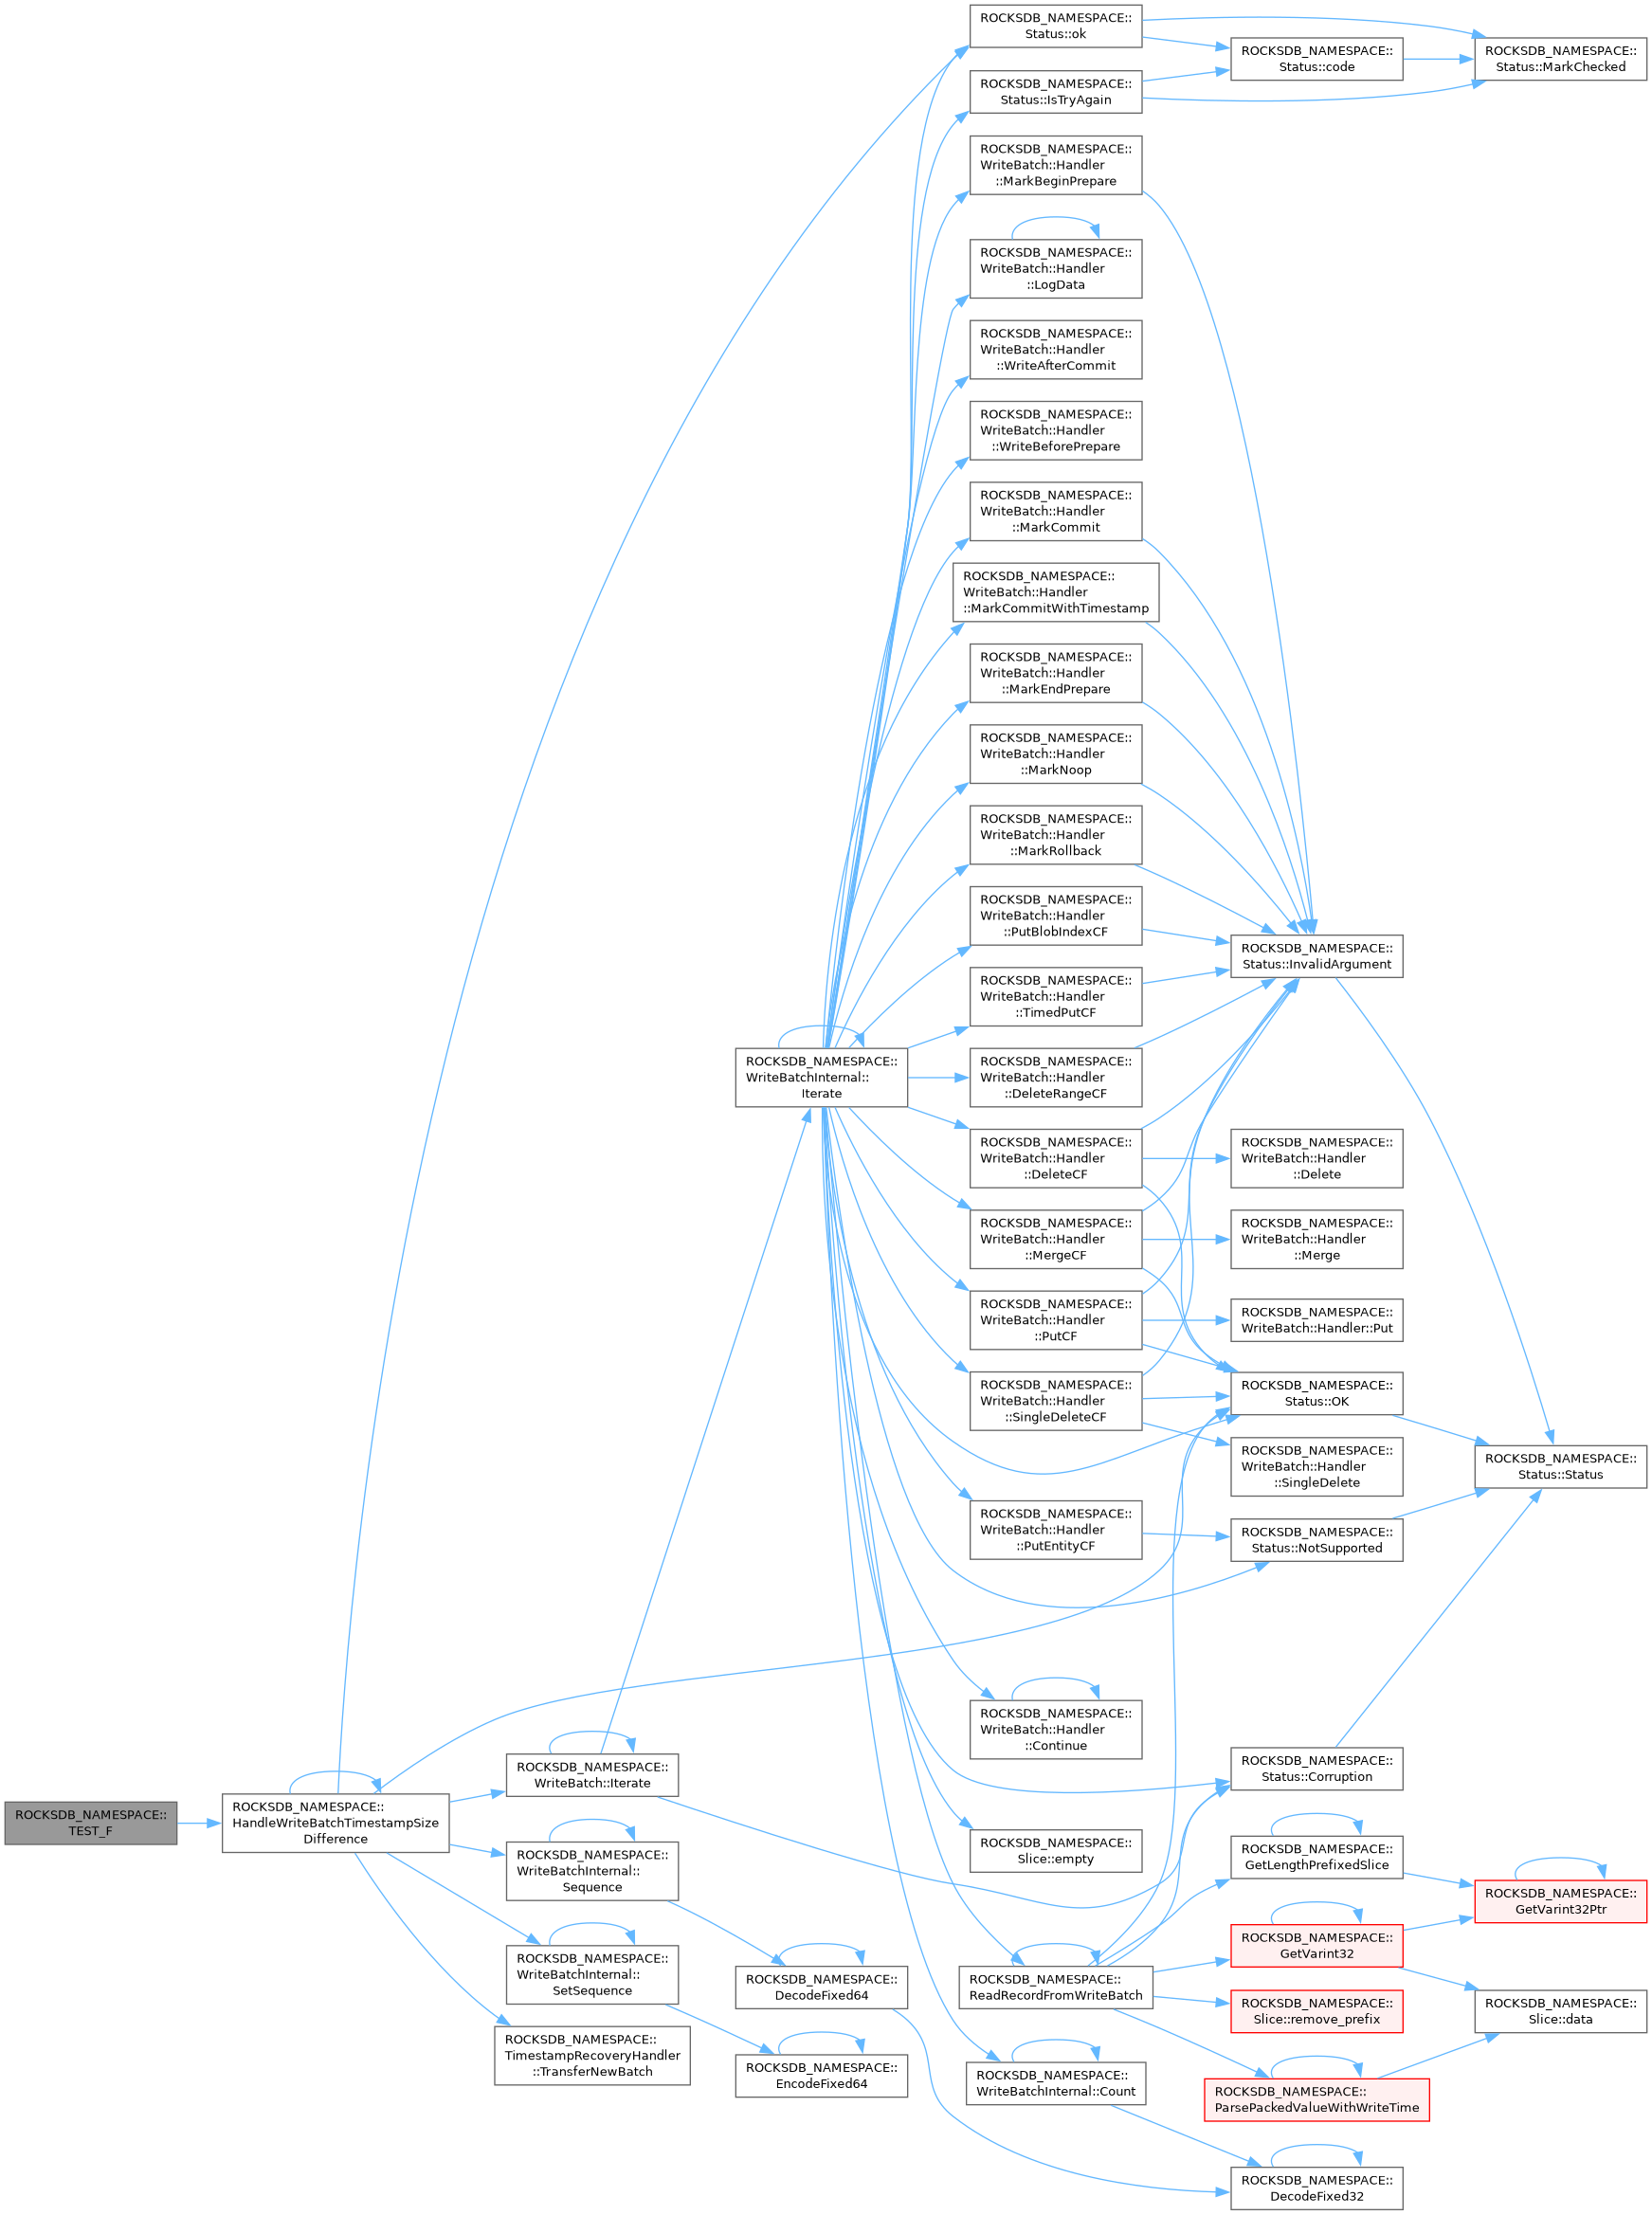 ROCKSDB_NAMESPACE::
TEST_F
ROCKSDB_NAMESPACE::
HandleWriteBatchTimestampSize
Difference
ROCKSDB_NAMESPACE::
Status::ok
ROCKSDB_NAMESPACE::
Status::code
ROCKSDB_NAMESPACE::
Status::MarkChecked
ROCKSDB_NAMESPACE::
Status::IsTryAgain
ROCKSDB_NAMESPACE::
WriteBatch::Handler
::MarkBeginPrepare
ROCKSDB_NAMESPACE::
WriteBatch::Handler
::LogData
ROCKSDB_NAMESPACE::
WriteBatch::Handler
::WriteAfterCommit
ROCKSDB_NAMESPACE::
WriteBatch::Handler
::WriteBeforePrepare
ROCKSDB_NAMESPACE::
WriteBatch::Handler
::MarkCommit
ROCKSDB_NAMESPACE::
WriteBatch::Handler
::MarkCommitWithTimestamp
ROCKSDB_NAMESPACE::
WriteBatch::Handler
::MarkEndPrepare
ROCKSDB_NAMESPACE::
WriteBatch::Handler
::MarkNoop
ROCKSDB_NAMESPACE::
WriteBatch::Handler
::MarkRollback
ROCKSDB_NAMESPACE::
WriteBatch::Handler
::PutBlobIndexCF
ROCKSDB_NAMESPACE::
Status::InvalidArgument
ROCKSDB_NAMESPACE::
WriteBatch::Handler
::TimedPutCF
ROCKSDB_NAMESPACE::
WriteBatchInternal::
Iterate
ROCKSDB_NAMESPACE::
WriteBatch::Handler
::DeleteRangeCF
ROCKSDB_NAMESPACE::
WriteBatch::Handler
::DeleteCF
ROCKSDB_NAMESPACE::
WriteBatch::Handler
::Delete
ROCKSDB_NAMESPACE::
WriteBatch::Handler
::MergeCF
ROCKSDB_NAMESPACE::
WriteBatch::Handler
::Merge
ROCKSDB_NAMESPACE::
WriteBatch::Handler
::PutCF
ROCKSDB_NAMESPACE::
WriteBatch::Handler::Put
ROCKSDB_NAMESPACE::
WriteBatch::Handler
::SingleDeleteCF
ROCKSDB_NAMESPACE::
Status::OK
ROCKSDB_NAMESPACE::
WriteBatch::Handler
::SingleDelete
ROCKSDB_NAMESPACE::
Status::Status
ROCKSDB_NAMESPACE::
WriteBatch::Handler
::PutEntityCF
ROCKSDB_NAMESPACE::
Status::NotSupported
ROCKSDB_NAMESPACE::
WriteBatch::Handler
::Continue
ROCKSDB_NAMESPACE::
WriteBatch::Iterate
ROCKSDB_NAMESPACE::
Status::Corruption
ROCKSDB_NAMESPACE::
Slice::empty
ROCKSDB_NAMESPACE::
GetLengthPrefixedSlice
ROCKSDB_NAMESPACE::
WriteBatchInternal::
Sequence
ROCKSDB_NAMESPACE::
GetVarint32Ptr
ROCKSDB_NAMESPACE::
GetVarint32
ROCKSDB_NAMESPACE::
WriteBatchInternal::
SetSequence
ROCKSDB_NAMESPACE::
DecodeFixed64
ROCKSDB_NAMESPACE::
ReadRecordFromWriteBatch
ROCKSDB_NAMESPACE::
Slice::remove_prefix
ROCKSDB_NAMESPACE::
Slice::data
ROCKSDB_NAMESPACE::
TimestampRecoveryHandler
::TransferNewBatch
ROCKSDB_NAMESPACE::
EncodeFixed64
ROCKSDB_NAMESPACE::
WriteBatchInternal::Count
ROCKSDB_NAMESPACE::
ParsePackedValueWithWriteTime
ROCKSDB_NAMESPACE::
DecodeFixed32